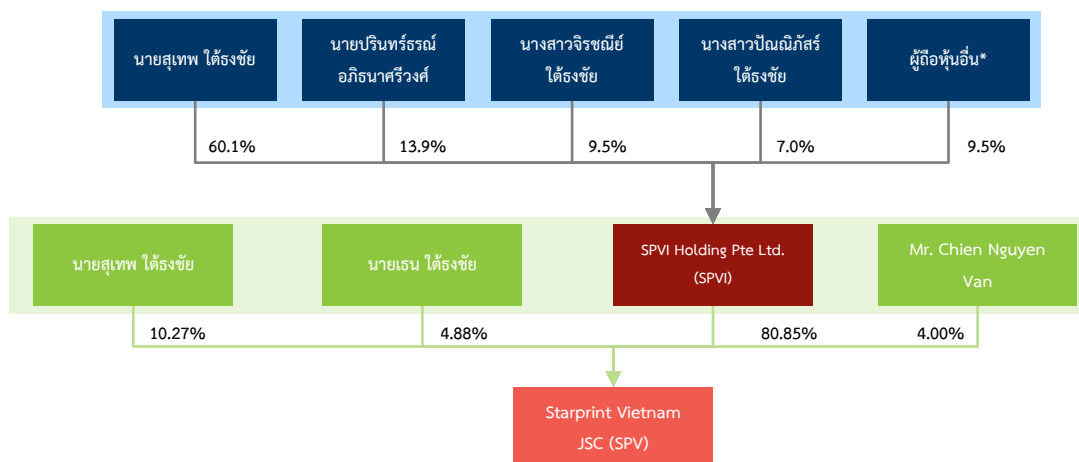 นายสุเทพ ใต้ธงชัย
นายปรินทร์ธรณ์
อภิธนาศรีวงศ์
นางสาวจิรชณีย์
ใต้ธงชัย
นางสาวปัณณิภัสร์
ใต้ธงชัย
ผู้ถือหุ้นอื่น*
60.1%
13.9%
9.5%
7.0%
9.5%
นายสุเทพ ใต้ธงชัย
นายเธน ใต้ธงชัย
SPVI Holding Pte Ltd.
(SPVI)
Mr. Chien Nguyen
Van
10.27%
4.88%
80.85%
4.00%
Starprint Vietnam
JSC (SPV)